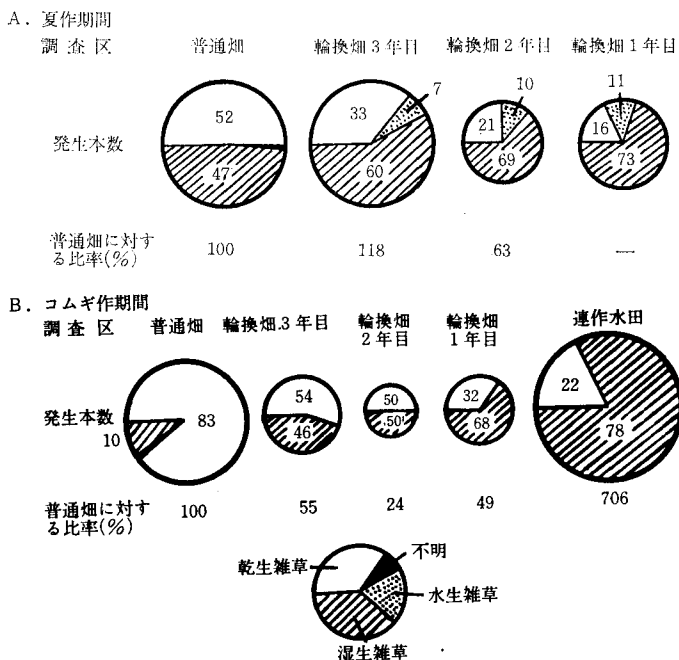 A. 夏作期間
調査区 普通畑 輪換畑3年目 輪換畑2年目 輪換畑1年目
発生本数 52 47 33 7 60 21 10 69 16 11 73
普通畑に対す
る比率(%) 100 118 63 —
B. コムギ作期間
調査区 普通畑 輪換畑3年目 輪換畑
2年目 輪換畑
1年目 連作水田
発生本数 10 83 54 46 50 50 32 68 22 78
普通畑に対す
る比率(%) 100 55 24 49 706
乾生雑草 不明
水生雑草
湿生雑草